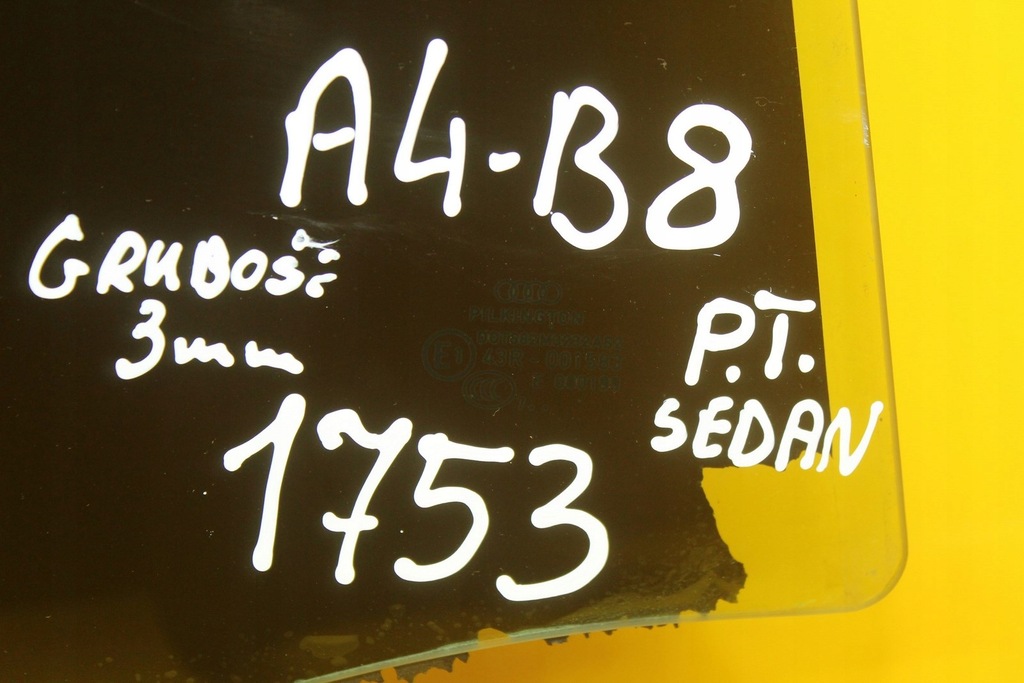 A4-B8
GRUBOŚĆ
3mm
P.T.
SEDAN
1753
PILKINGTON